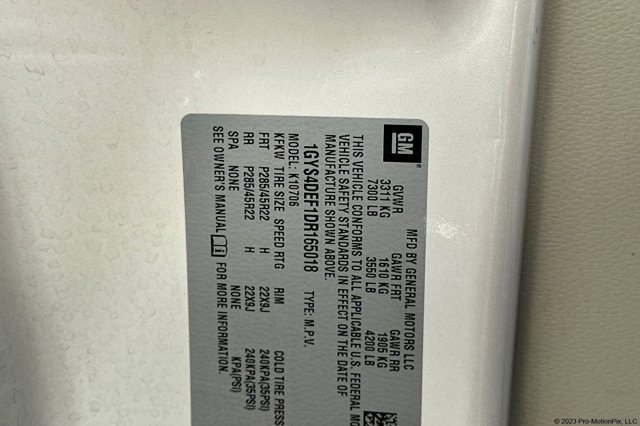 GM
MFD BY GENERAL MOTORS LLC
GVWR GAWR FRT GAWR RR
3311 KG 1610 KG 1905 KG
7300 LB 3550 LB 4200 LB
THIS VEHICLE CONFORMS TO ALL APPLICABLE U.S. FEDERAL
VEHICLE SAFETY STANDARDS IN EFFECT ON THE DATE OF
MANUFACTURE SHOWN ABOVE.
1GYS4DEF1DR165018 TYPE: M.P.V.
MODEL: K10706
KFKW TIRE SIZE SPEED RTG RIM COLD TIRE PRESS
FRT P285/45R22 H 22X9J 240KPA(35PSI)
RR P285/45R22 H 22X9J 240KPA(35PSI)
SPA NONE NONE KPA(PSI)
SEE OWNER'S MANUAL FOR MORE INFORMATION.
© 2023 Pro-MotionPix, LLC